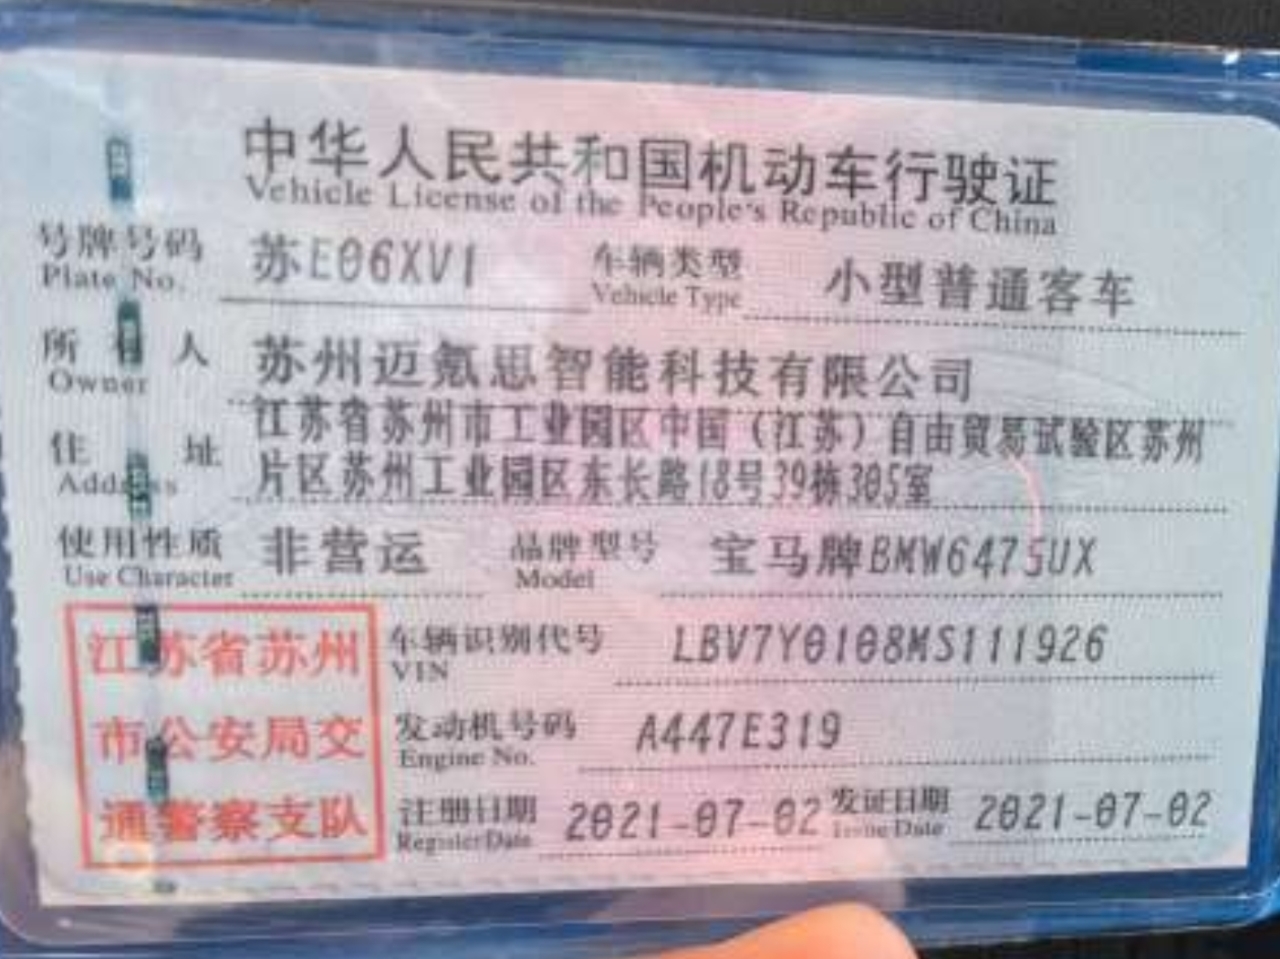 中华人民共和国机动车行驶证
Vehicle License of the People's Republic of China
号牌号码 苏E06XV1 车辆类型 小型普通客车
Plate No. Vehicle Type
所 人 苏州迈氪思智能科技有限公司
Owner
住 址 江苏省苏州市工业园区中国（江苏）自由贸易试验区苏州
Address 片区苏州工业园区东长路18号39栋305室
使用性质 非营运 品牌型号 宝马牌BMW6475UX
Use Character Model
江苏省苏州
市公安局交
通警察支队
车辆识别代号 LBV7Y0108MS111926
VIN
发动机号码 A447E319
Engine No.
注册日期 2021-07-02 发证日期 2021-07-02
Register Date Issue Date